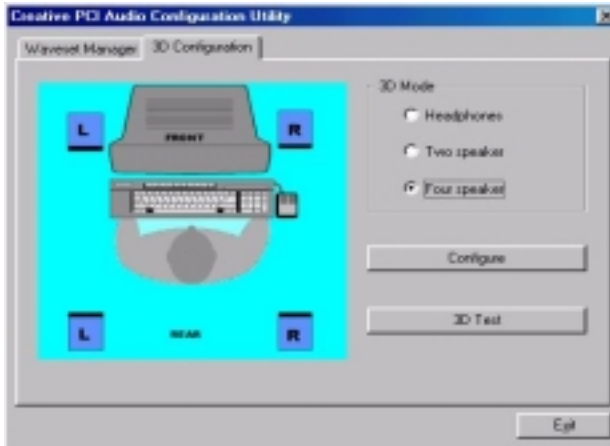 Creative PCI Audio Configuration Utility
Waveset Manager
3D Configuration
L
FRONT
R
L
REAR
R
3D Mode
Headphones
Two speaker
Four speaker
Configure
3D Test
Exit